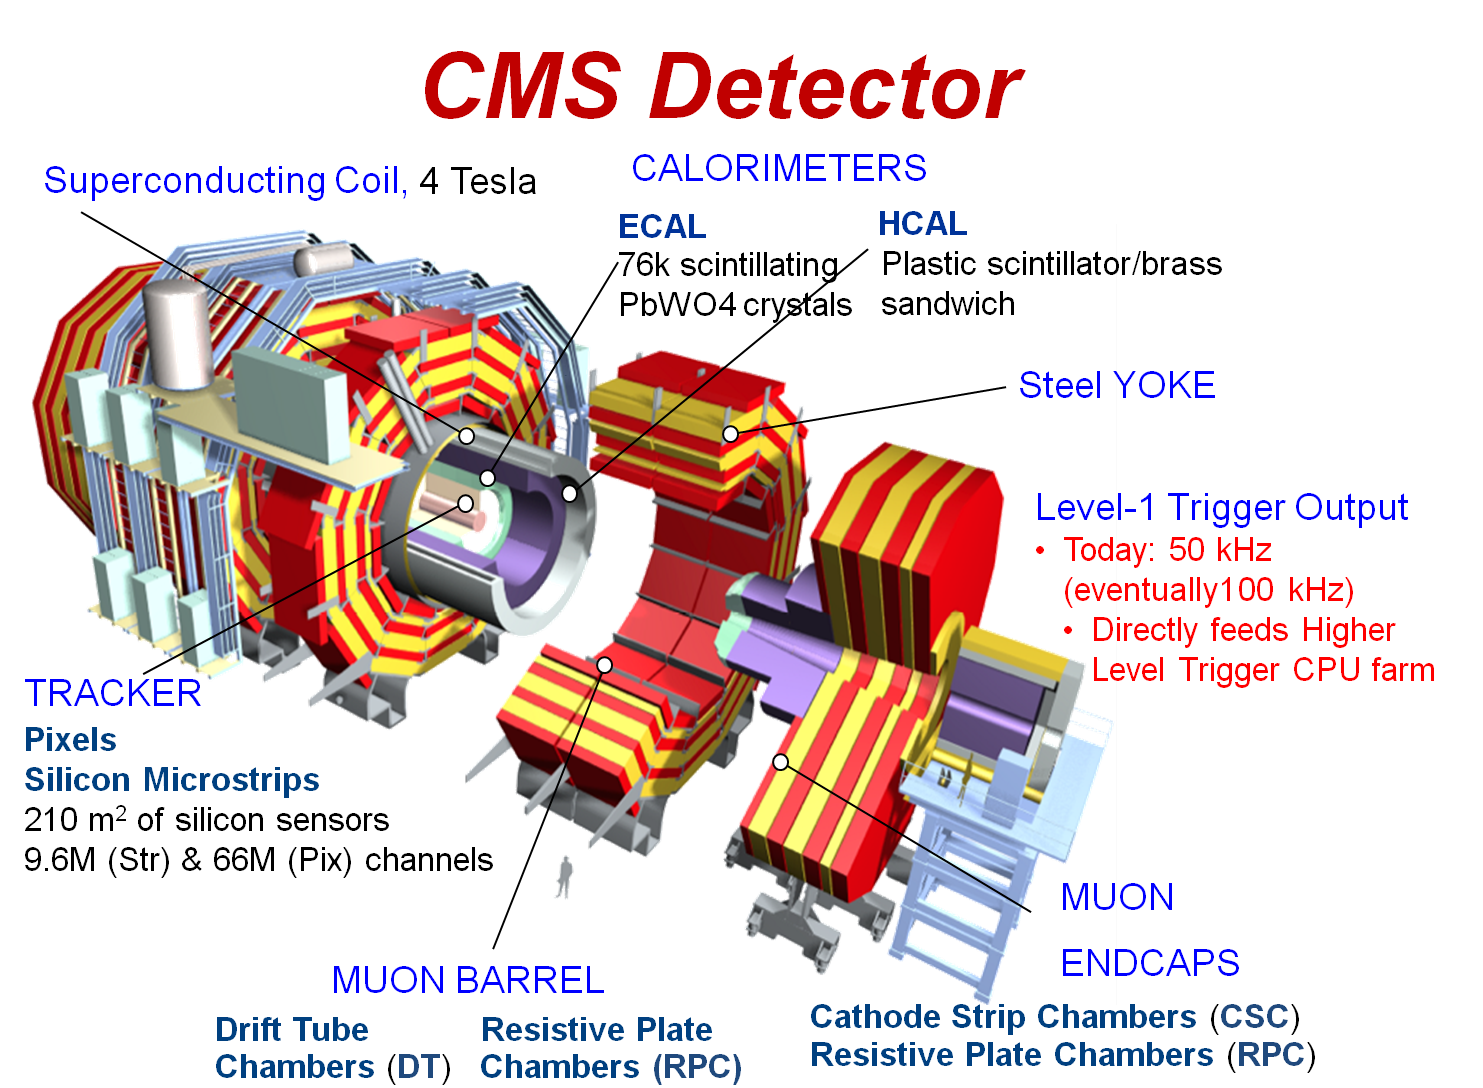 CMS Detector
Superconducting Coil, 4 Tesla
CALORIMETERS
ECAL
76k scintillating
PbWO4 crystals
HCAL
Plastic scintillator/brass
sandwich
Steel YOKE
Level-1 Trigger Output
• Today: 50 kHz
(eventually100 kHz)
• Directly feeds Higher
Level Trigger CPU farm
TRACKER
Pixels
Silicon Microstrips
210 m² of silicon sensors
9.6M (Str) & 66M (Pix) channels
MUON BARREL
Drift Tube
Chambers (DT)
Resistive Plate
Chambers (RPC)
MUON
ENDCAPS
Cathode Strip Chambers (CSC)
Resistive Plate Chambers (RPC)